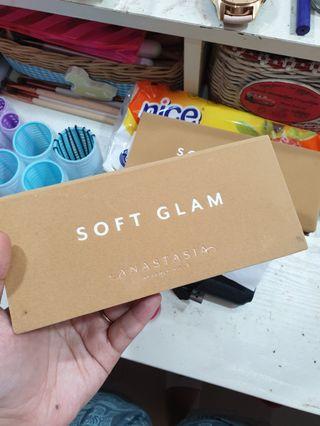 nice
SO
SOFT GLAM
ANASTASIA